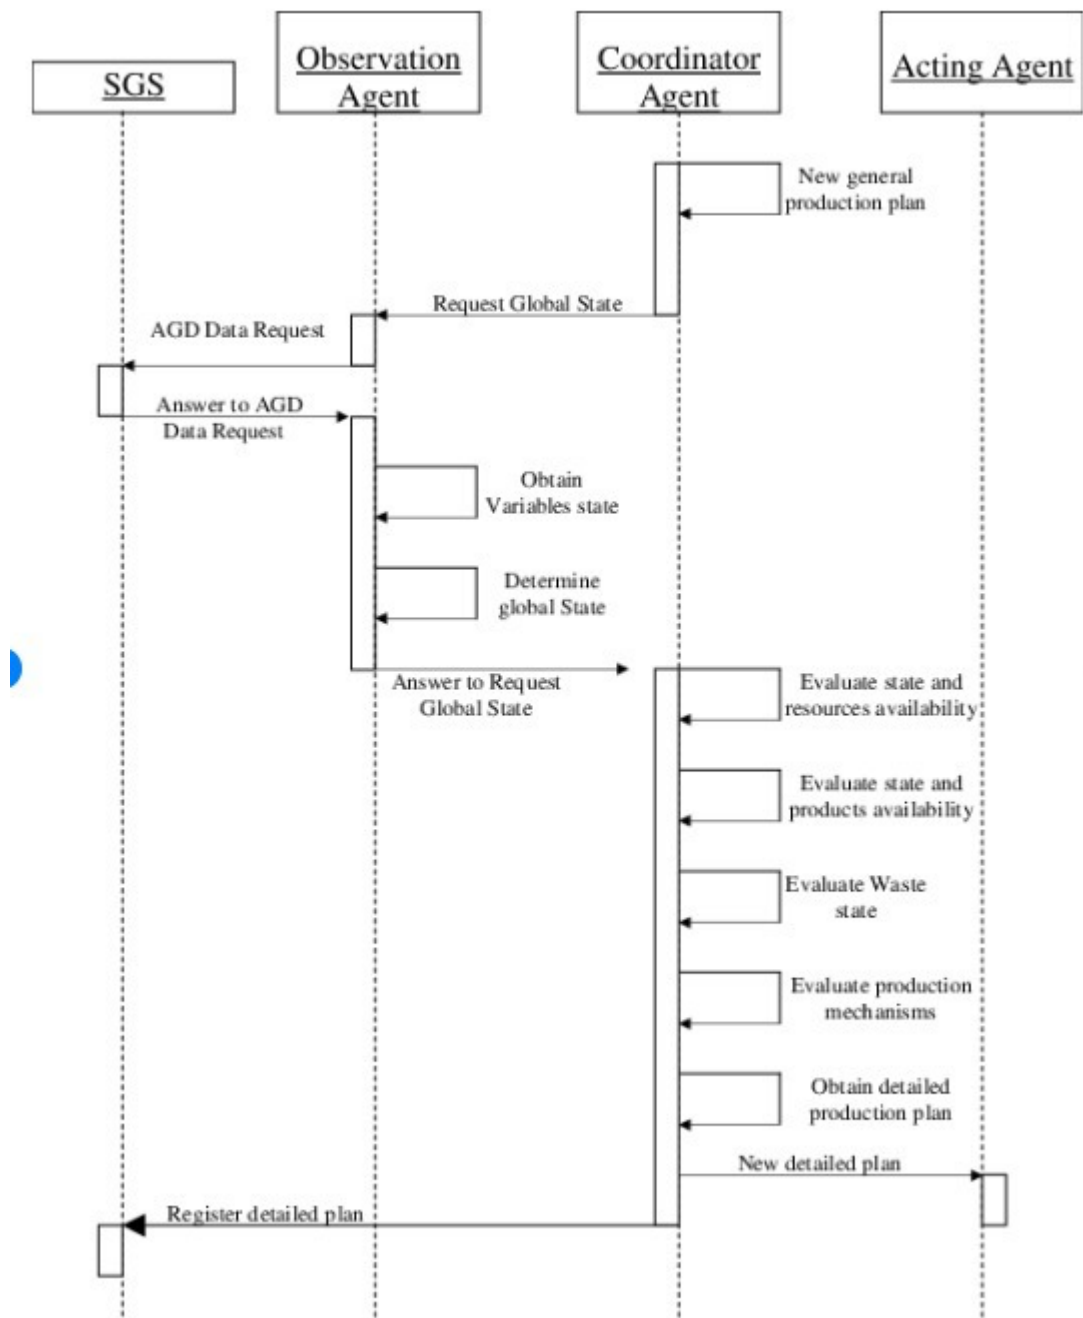 SGS
Observation
Agent
Coordinator
Agent
Acting Agent
New general
production plan
Request Global State
AGD Data Request
Answer to AGD
Data Request
Obtain
Variables state
Determine
global State
Answer to Request
Global State
Evaluate state and
resources availability
Evaluate state and
products availability
Evaluate Waste
state
Evaluate production
mechanisms
Obtain detailed
production plan
New detailed plan
Register detailed plan